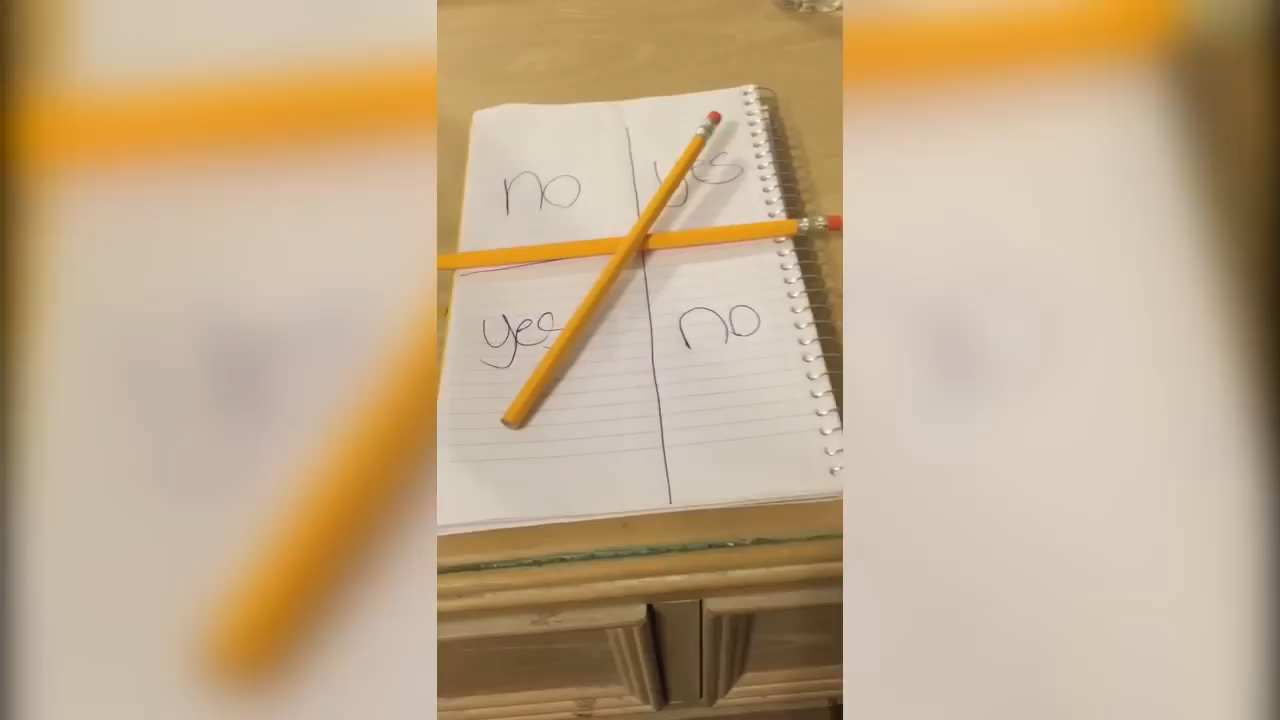 no yes
yes no